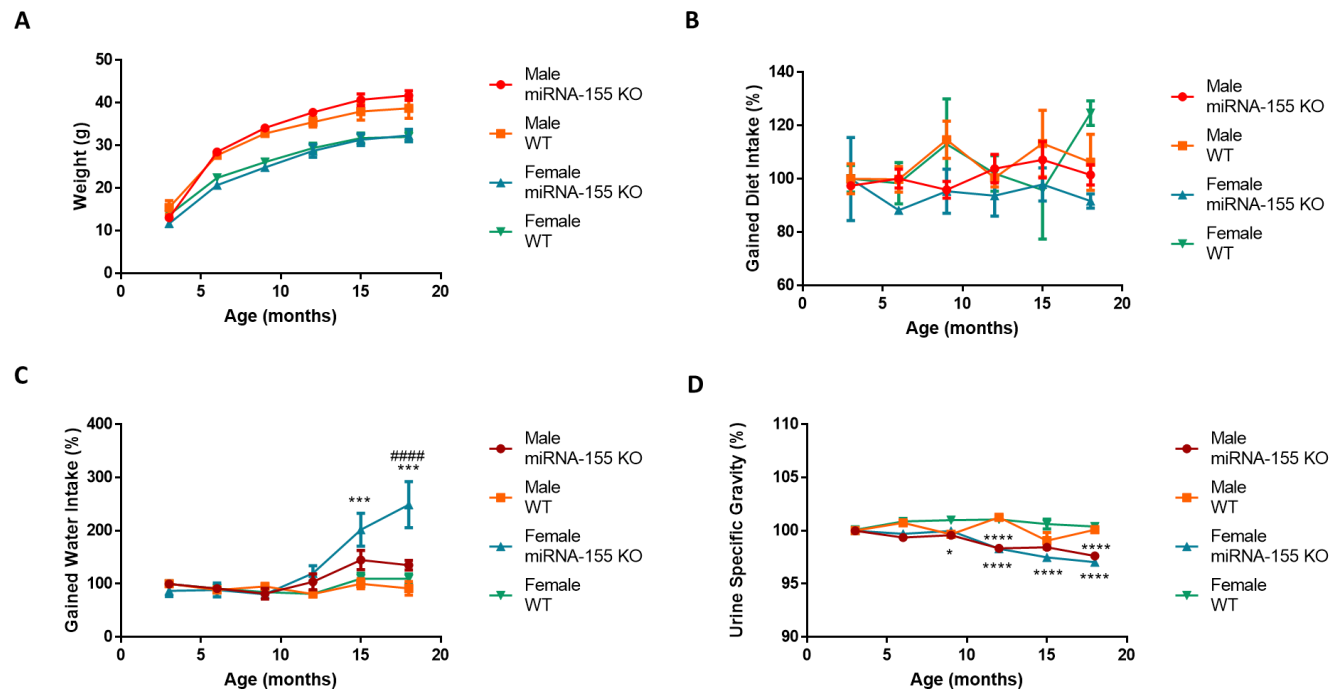 A
Weight (g)
50
40
30
20
10
0
0 5 10 15 20
Age (months)
Male
miRNA-155 KO
Male
WT
Female
miRNA-155 KO
Female
WT
B
Gained Diet Intake (%)
140
120
100
80
60
0 5 10 15 20
Age (months)
Male
miRNA-155 KO
Male
WT
Female
miRNA-155 KO
Female
WT
C
Gained Water Intake (%)
400
300
200
100
0
####
***
***
0 5 10 15 20
Age (months)
Male
miRNA-155 KO
Male
WT
Female
miRNA-155 KO
Female
WT
D
Urine Specific Gravity (%)
110
105
100
95
90
**** ****
*
**** **** ****
0 5 10 15 20
Age (months)
Male
miRNA-155 KO
Male
WT
Female
miRNA-155 KO
Female
WT